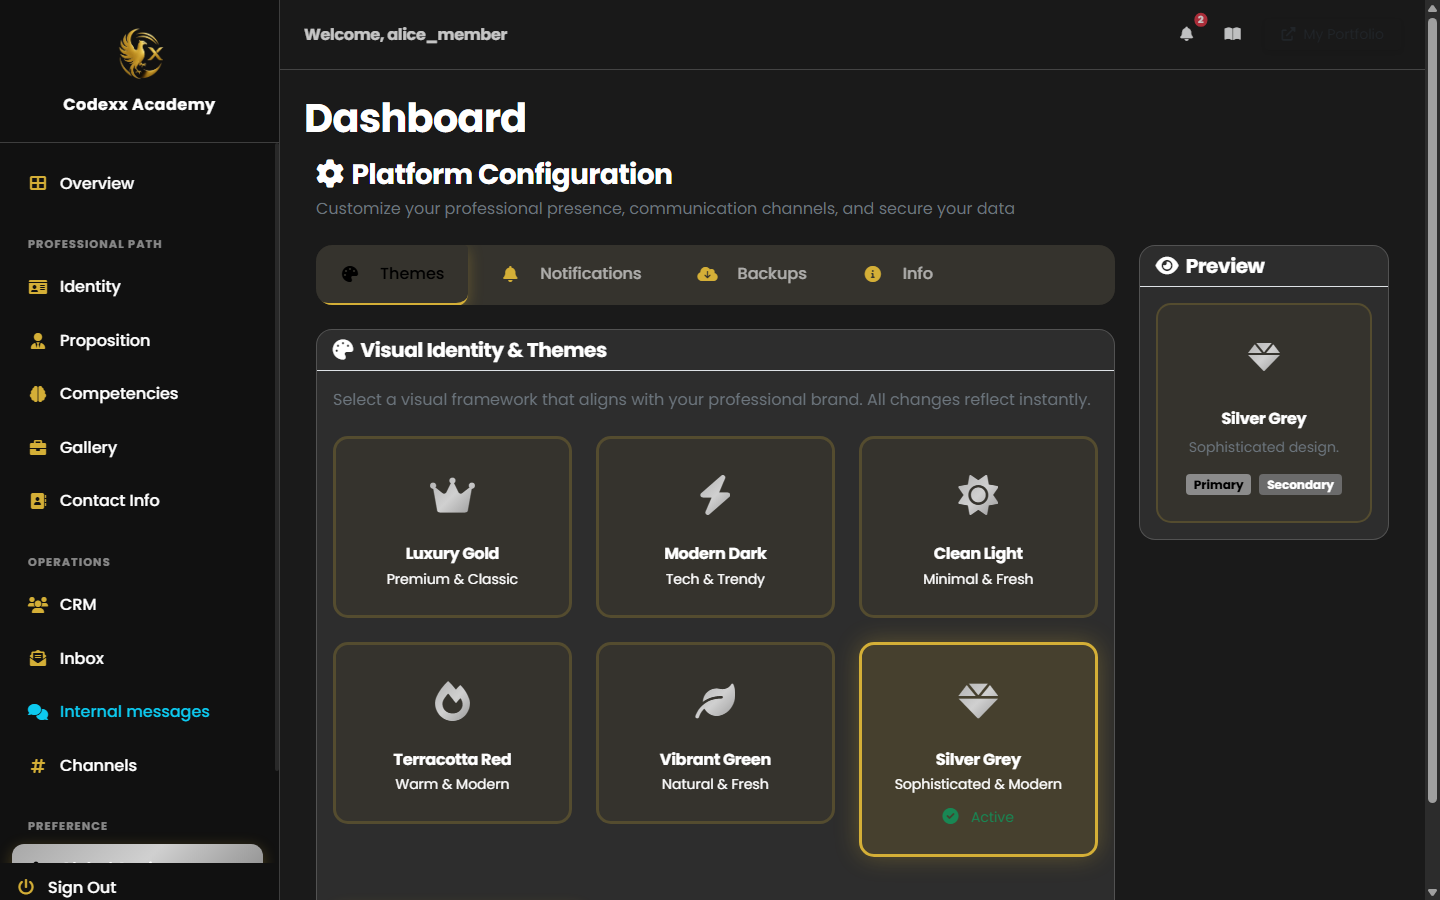 Codexx Academy
Overview
PROFESSIONAL PATH
Identity
Proposition
Competencies
Gallery
Contact Info
OPERATIONS
CRM
Inbox
Internal messages
Channels
PREFERENCE
Sign Out
Welcome, alice_member
2
My Portfolio
Dashboard
Platform Configuration
Customize your professional presence, communication channels, and secure your data
Themes
Notifications
Backups
Info
Visual Identity & Themes
Select a visual framework that aligns with your professional brand. All changes reflect instantly.
Luxury Gold
Premium & Classic
Modern Dark
Tech & Trendy
Clean Light
Minimal & Fresh
Terracotta Red
Warm & Modern
Vibrant Green
Natural & Fresh
Silver Grey
Sophisticated & Modern
Active
Preview
Silver Grey
Sophisticated design.
Primary Secondary